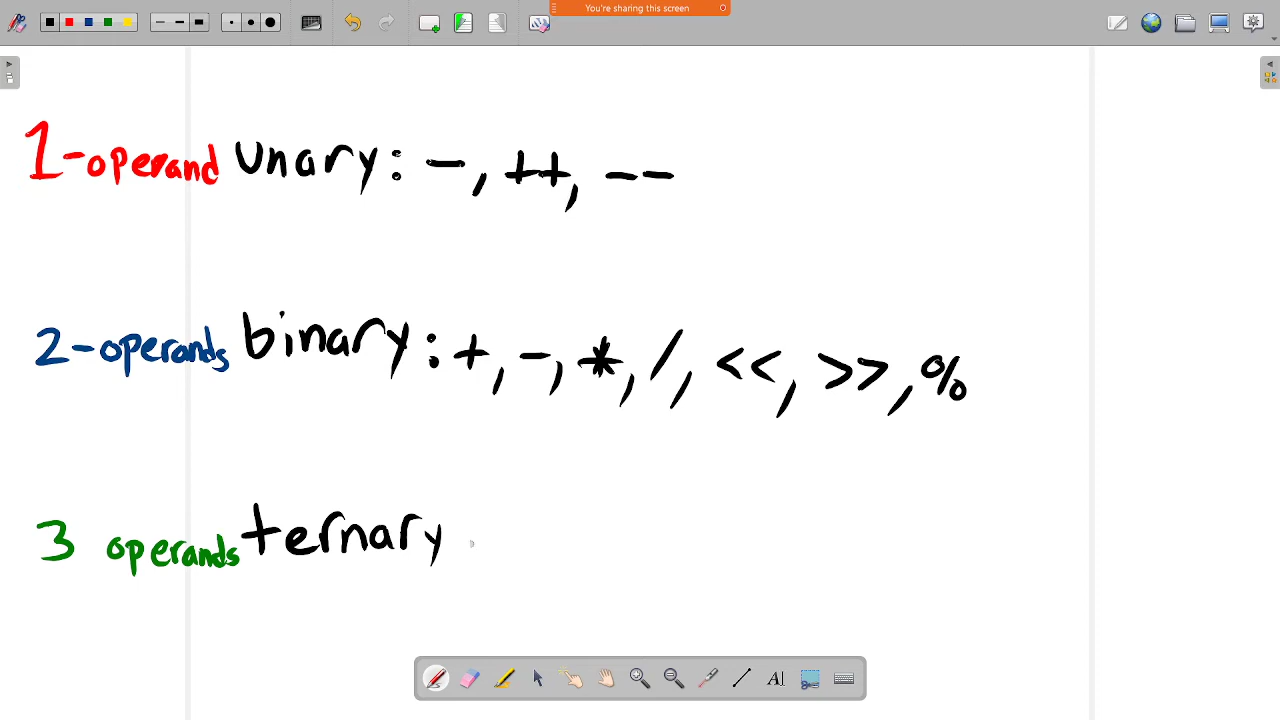 You're sharing this screen
1-operand unary: -, ++, --
2-operands binary: +, -, *, /, <<, >>, %
3 operands ternary